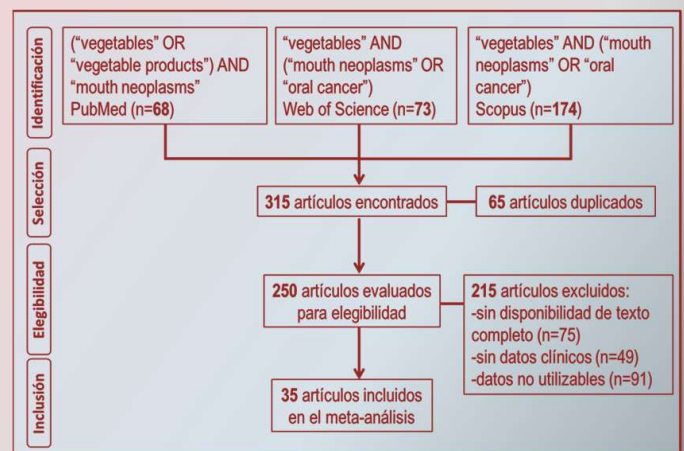 Identificación
(“vegetables” OR
“vegetable products”) AND
“mouth neoplasms”
PubMed (n=68)
“vegetables” AND
(“mouth neoplasms” OR
“oral cancer”)
Web of Science (n=73)
“vegetables” AND (“mouth
neoplasms” OR “oral
cancer”)
Scopus (n=174)
Selección
315 artículos encontrados
65 artículos duplicados
Elegibilidad
250 artículos evaluados
para elegibilidad
215 artículos excluidos:
-sin disponibilidad de texto
completo (n=75)
-sin datos clínicos (n=49)
-datos no utilizables (n=91)
Inclusión
35 artículos incluidos
en el meta-análisis